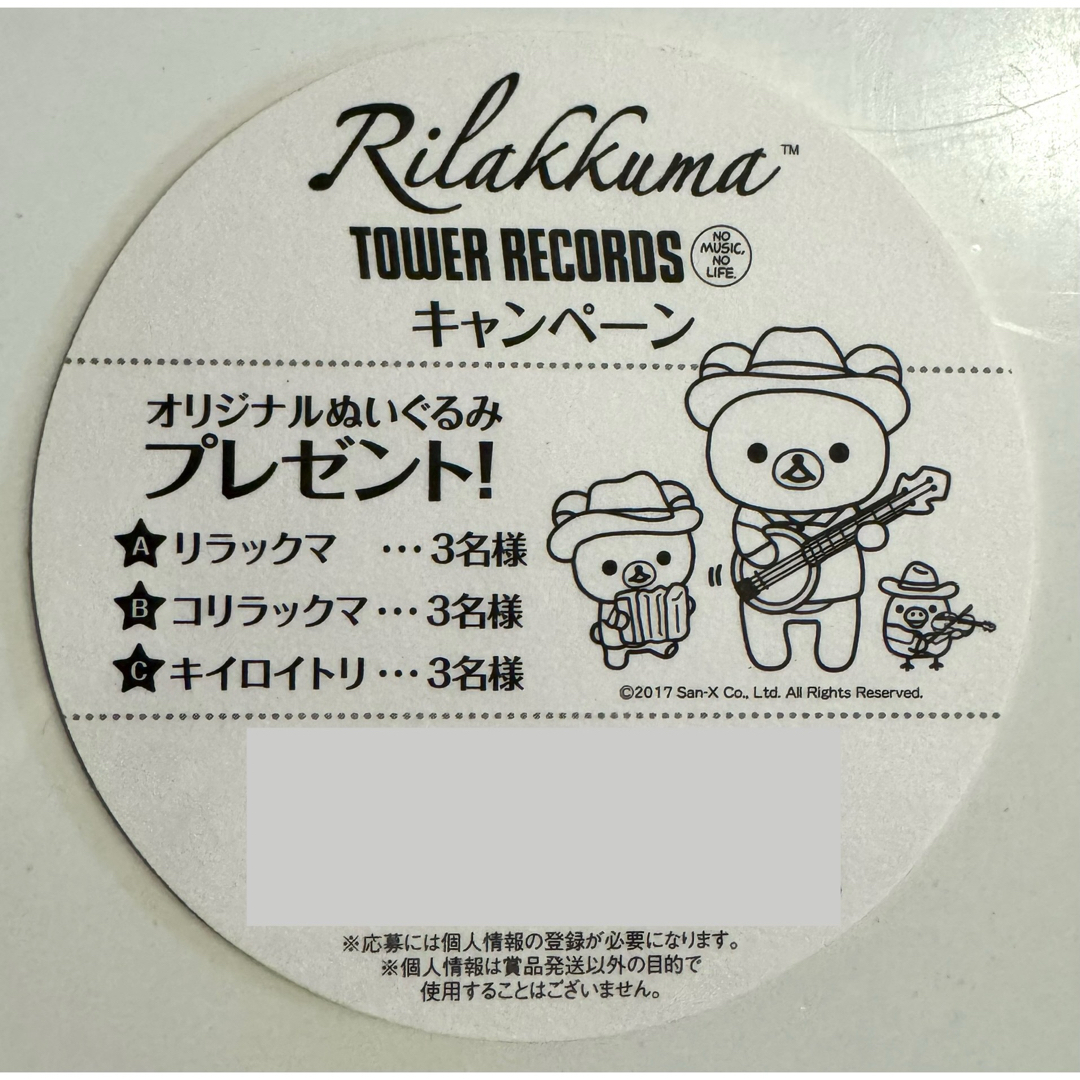 Rilakkuma™
TOWER RECORDS
NO
MUSIC,
NO
LIFE.
キャンペーン
オリジナルぬいぐるみ
プレゼント!
A リラックマ …3名様
B コリラックマ…3名様
C キイロイトリ…3名様
©2017 San-X Co., Ltd. All Rights Reserved.
※応募には個人情報の登録が必要になります。
※個人情報は賞品発送以外の目的で
使用することはございません。